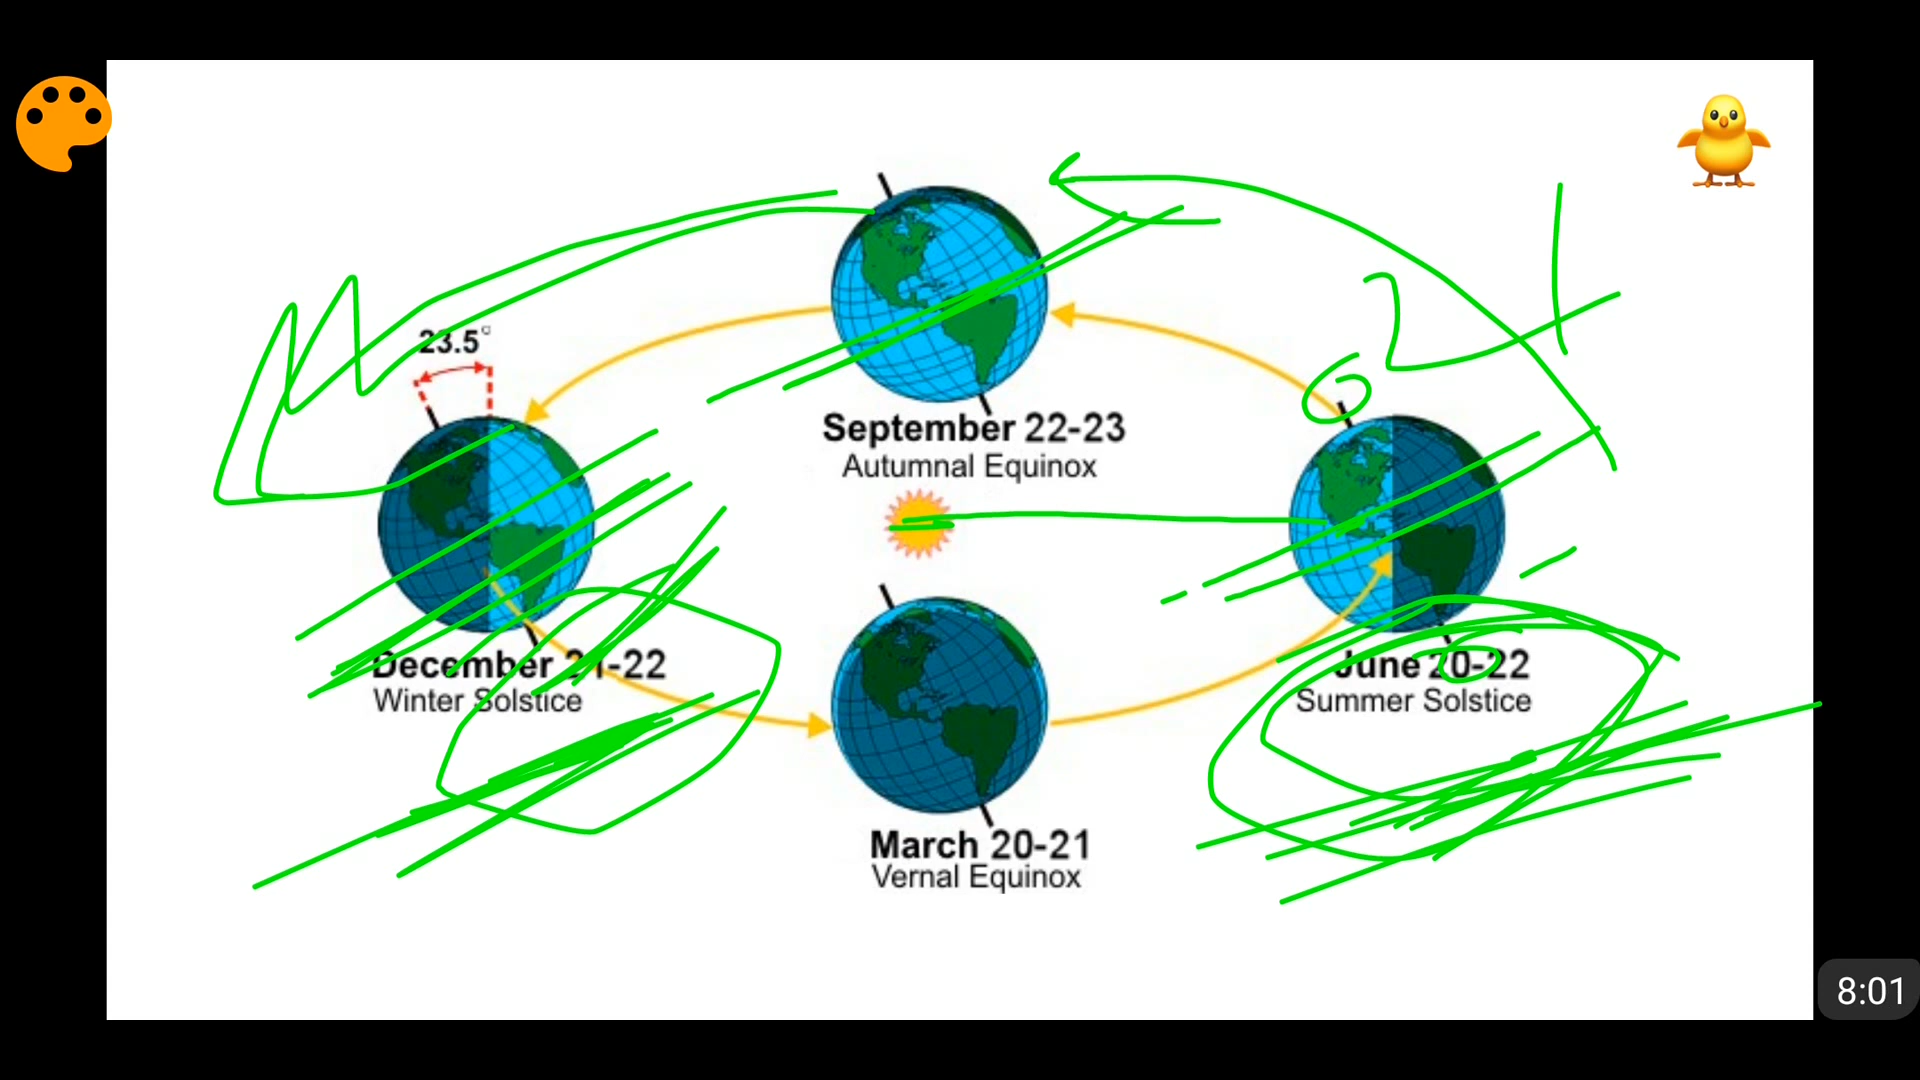 23.5°
September 22-23
Autumnal Equinox
21
December 21-22
Winter Solstice
June 20-22
Summer Solstice
March 20-21
Vernal Equinox
8:01